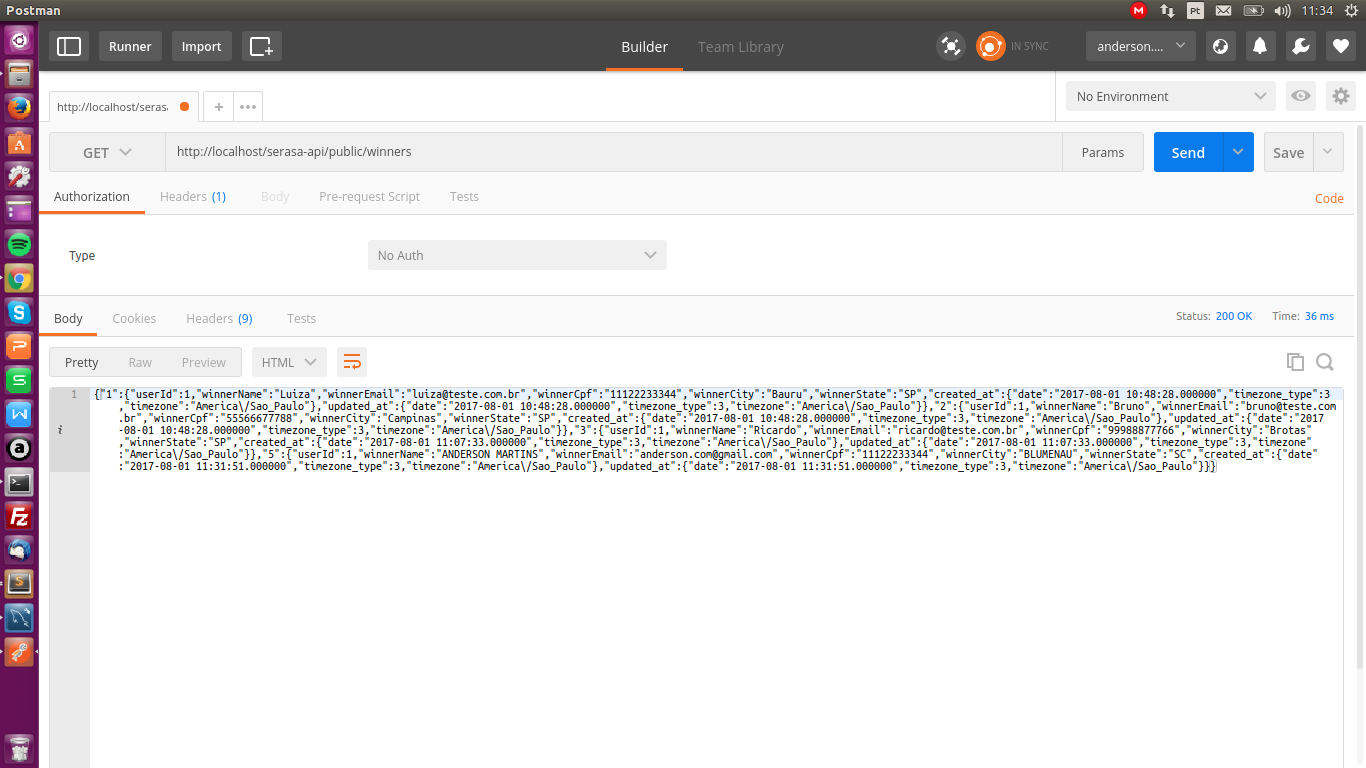 Postman
Pt
11:34
Runner
Import
Builder
Team Library
IN SYNC
anderson....
http://localhost/seras
+
•••
No Environment
GET
http://localhost/serasa-api/public/winners
Params
Send
Save
Authorization
Headers (1)
Body
Pre-request Script
Tests
Code
Type
No Auth
Body
Cookies
Headers (9)
Tests
Status: 200 OK
Time: 36 ms
Pretty
Raw
Preview
HTML
1
{"1":{"userId":1,"winnerName":"Luiza","winnerEmail":"luiza@teste.com.br","winnerCpf":"11122233344","winnerCity":"Bauru","winnerState":"SP","created_at":{"date":"2017-08-01 10:48:28.000000","timezone_type":3
,"timezone":"America\/Sao_Paulo"},"updated_at":{"date":"2017-08-01 10:48:28.000000","timezone_type":3,"timezone":"America\/Sao_Paulo"}},"2":{"userId":1,"winnerName":"Bruno","winnerEmail":"bruno@teste.com
.br","winnerCpf":"55566677788","winnerCity":"Campinas","winnerState":"SP","created_at":{"date":"2017-08-01 10:48:28.000000","timezone_type":3,"timezone":"America\/Sao_Paulo"},"updated_at":{"date":"2017
-08-01 10:48:28.000000","timezone_type":3,"timezone":"America\/Sao_Paulo"}},"3":{"userId":1,"winnerName":"Ricardo","winnerEmail":"ricardo@teste.com.br","winnerCpf":"99988877766","winnerCity":"Brotas"
,"winnerState":"SP","created_at":{"date":"2017-08-01 11:07:33.000000","timezone_type":3,"timezone":"America\/Sao_Paulo"},"updated_at":{"date":"2017-08-01 11:07:33.000000","timezone_type":3,"timezone"
:"America\/Sao_Paulo"}},"5":{"userId":1,"winnerName":"ANDERSON MARTINS","winnerEmail":"anderson.com@gmail.com","winnerCpf":"11122233344","winnerCity":"BLUMENAU","winnerState":"SC","created_at":{"date"
:"2017-08-01 11:31:51.000000","timezone_type":3,"timezone":"America\/Sao_Paulo"},"updated_at":{"date":"2017-08-01 11:31:51.000000","timezone_type":3,"timezone":"America\/Sao_Paulo"}}}